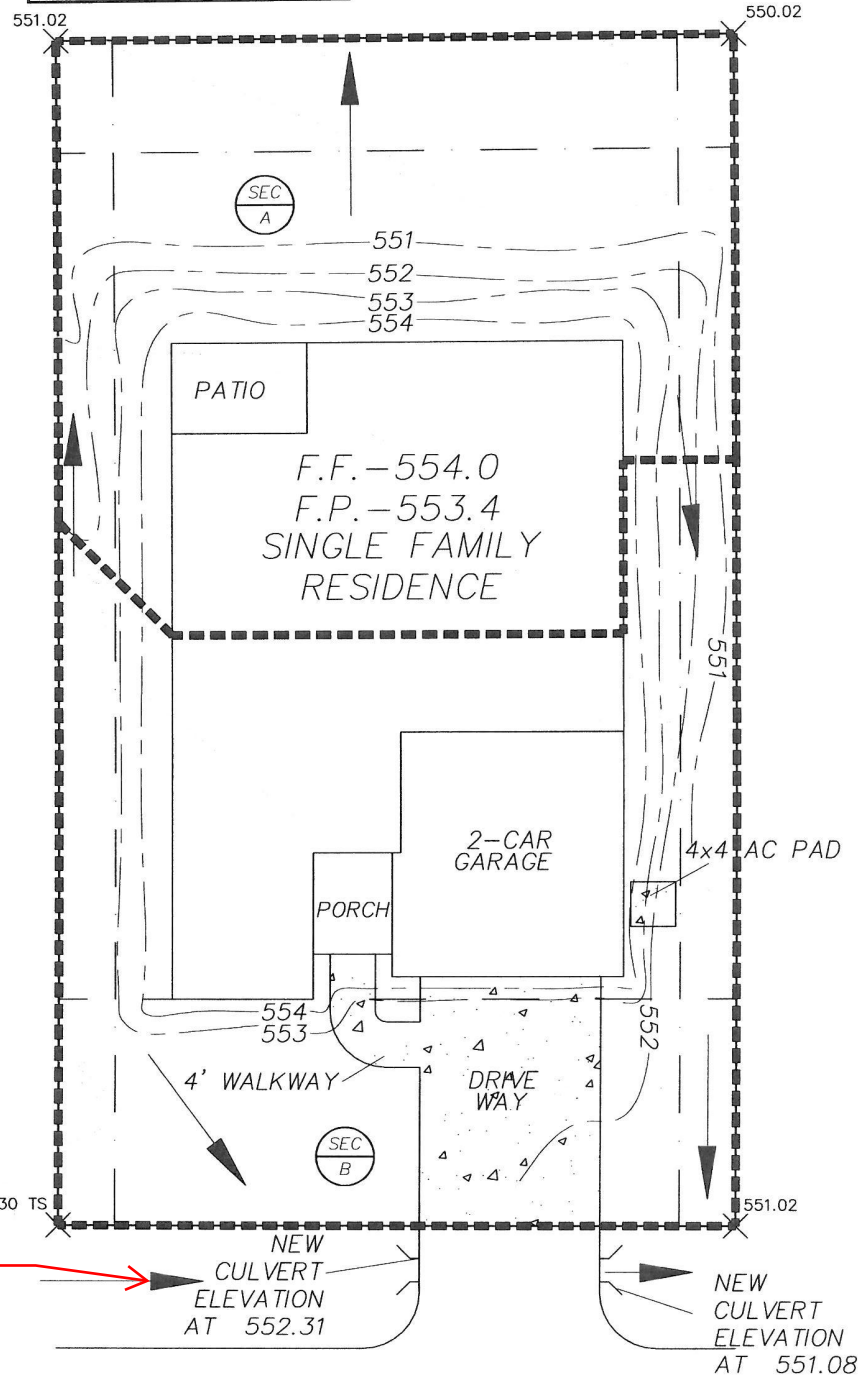 551.02
550.02
SEC
A
551
552
553
554
PATIO
F.F.-554.0
F.P.-553.4
SINGLE FAMILY
RESIDENCE
551
2-CAR
GARAGE
4x4 AC PAD
PORCH
554
553
552
4' WALKWAY
DRIVE
WAY
SEC
B
30 TS
551.02
NEW
CULVERT
ELEVATION
AT 552.31
NEW
CULVERT
ELEVATION
AT 551.08